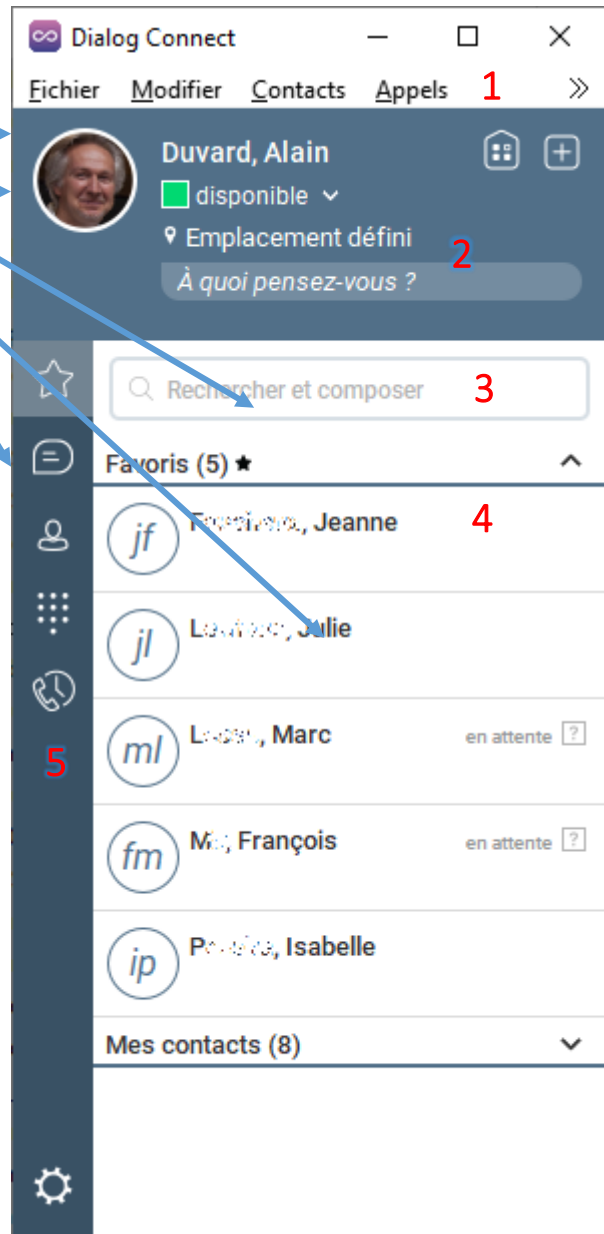 Dialog Connect
Fichier Modifier Contacts Appels 1 »
Duvard, Alain
disponible
Emplacement défini
2
À quoi pensez-vous ?
Rechercher et composer 3
Favoris (5) ★
jf , Jeanne 4
jl , Julie
ml , Marc en attente ?
5
fm , François en attente ?
ip , Isabelle
Mes contacts (8)